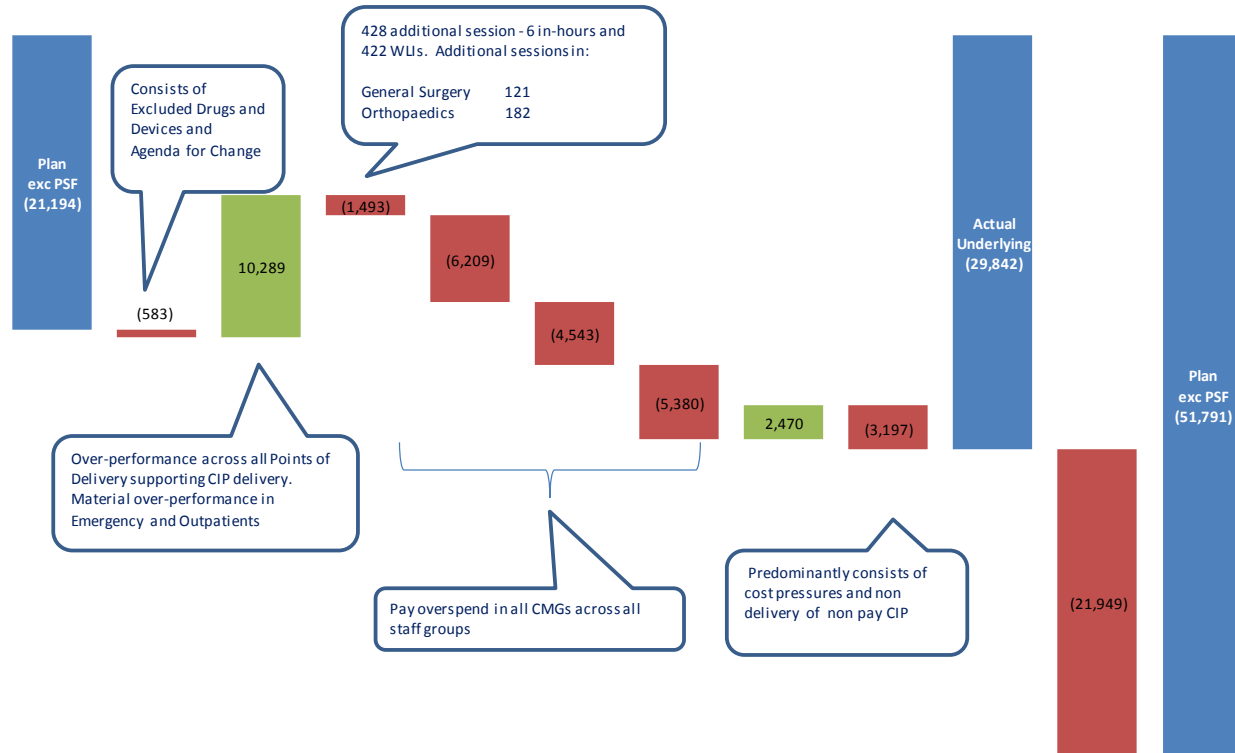 428 additional session - 6 in-hours and
422 WLIs. Additional sessions in:
General Surgery 121
Orthopaedics 182
Consists of
Excluded Drugs and
Devices and
Agenda for Change
Plan
exc PSF
(21,194)
(583)
10,289
(1,493)
(6,209)
(4,543)
(5,380)
2,470
(3,197)
Actual
Underlying
(29,842)
(21,949)
Plan
exc PSF
(51,791)
Over-performance across all Points of
Delivery supporting CIP delivery.
Material over-performance in
Emergency and Outpatients
Pay overspend in all CMGs across all
staff groups
Predominantly consists of
cost pressures and non
delivery of non pay CIP